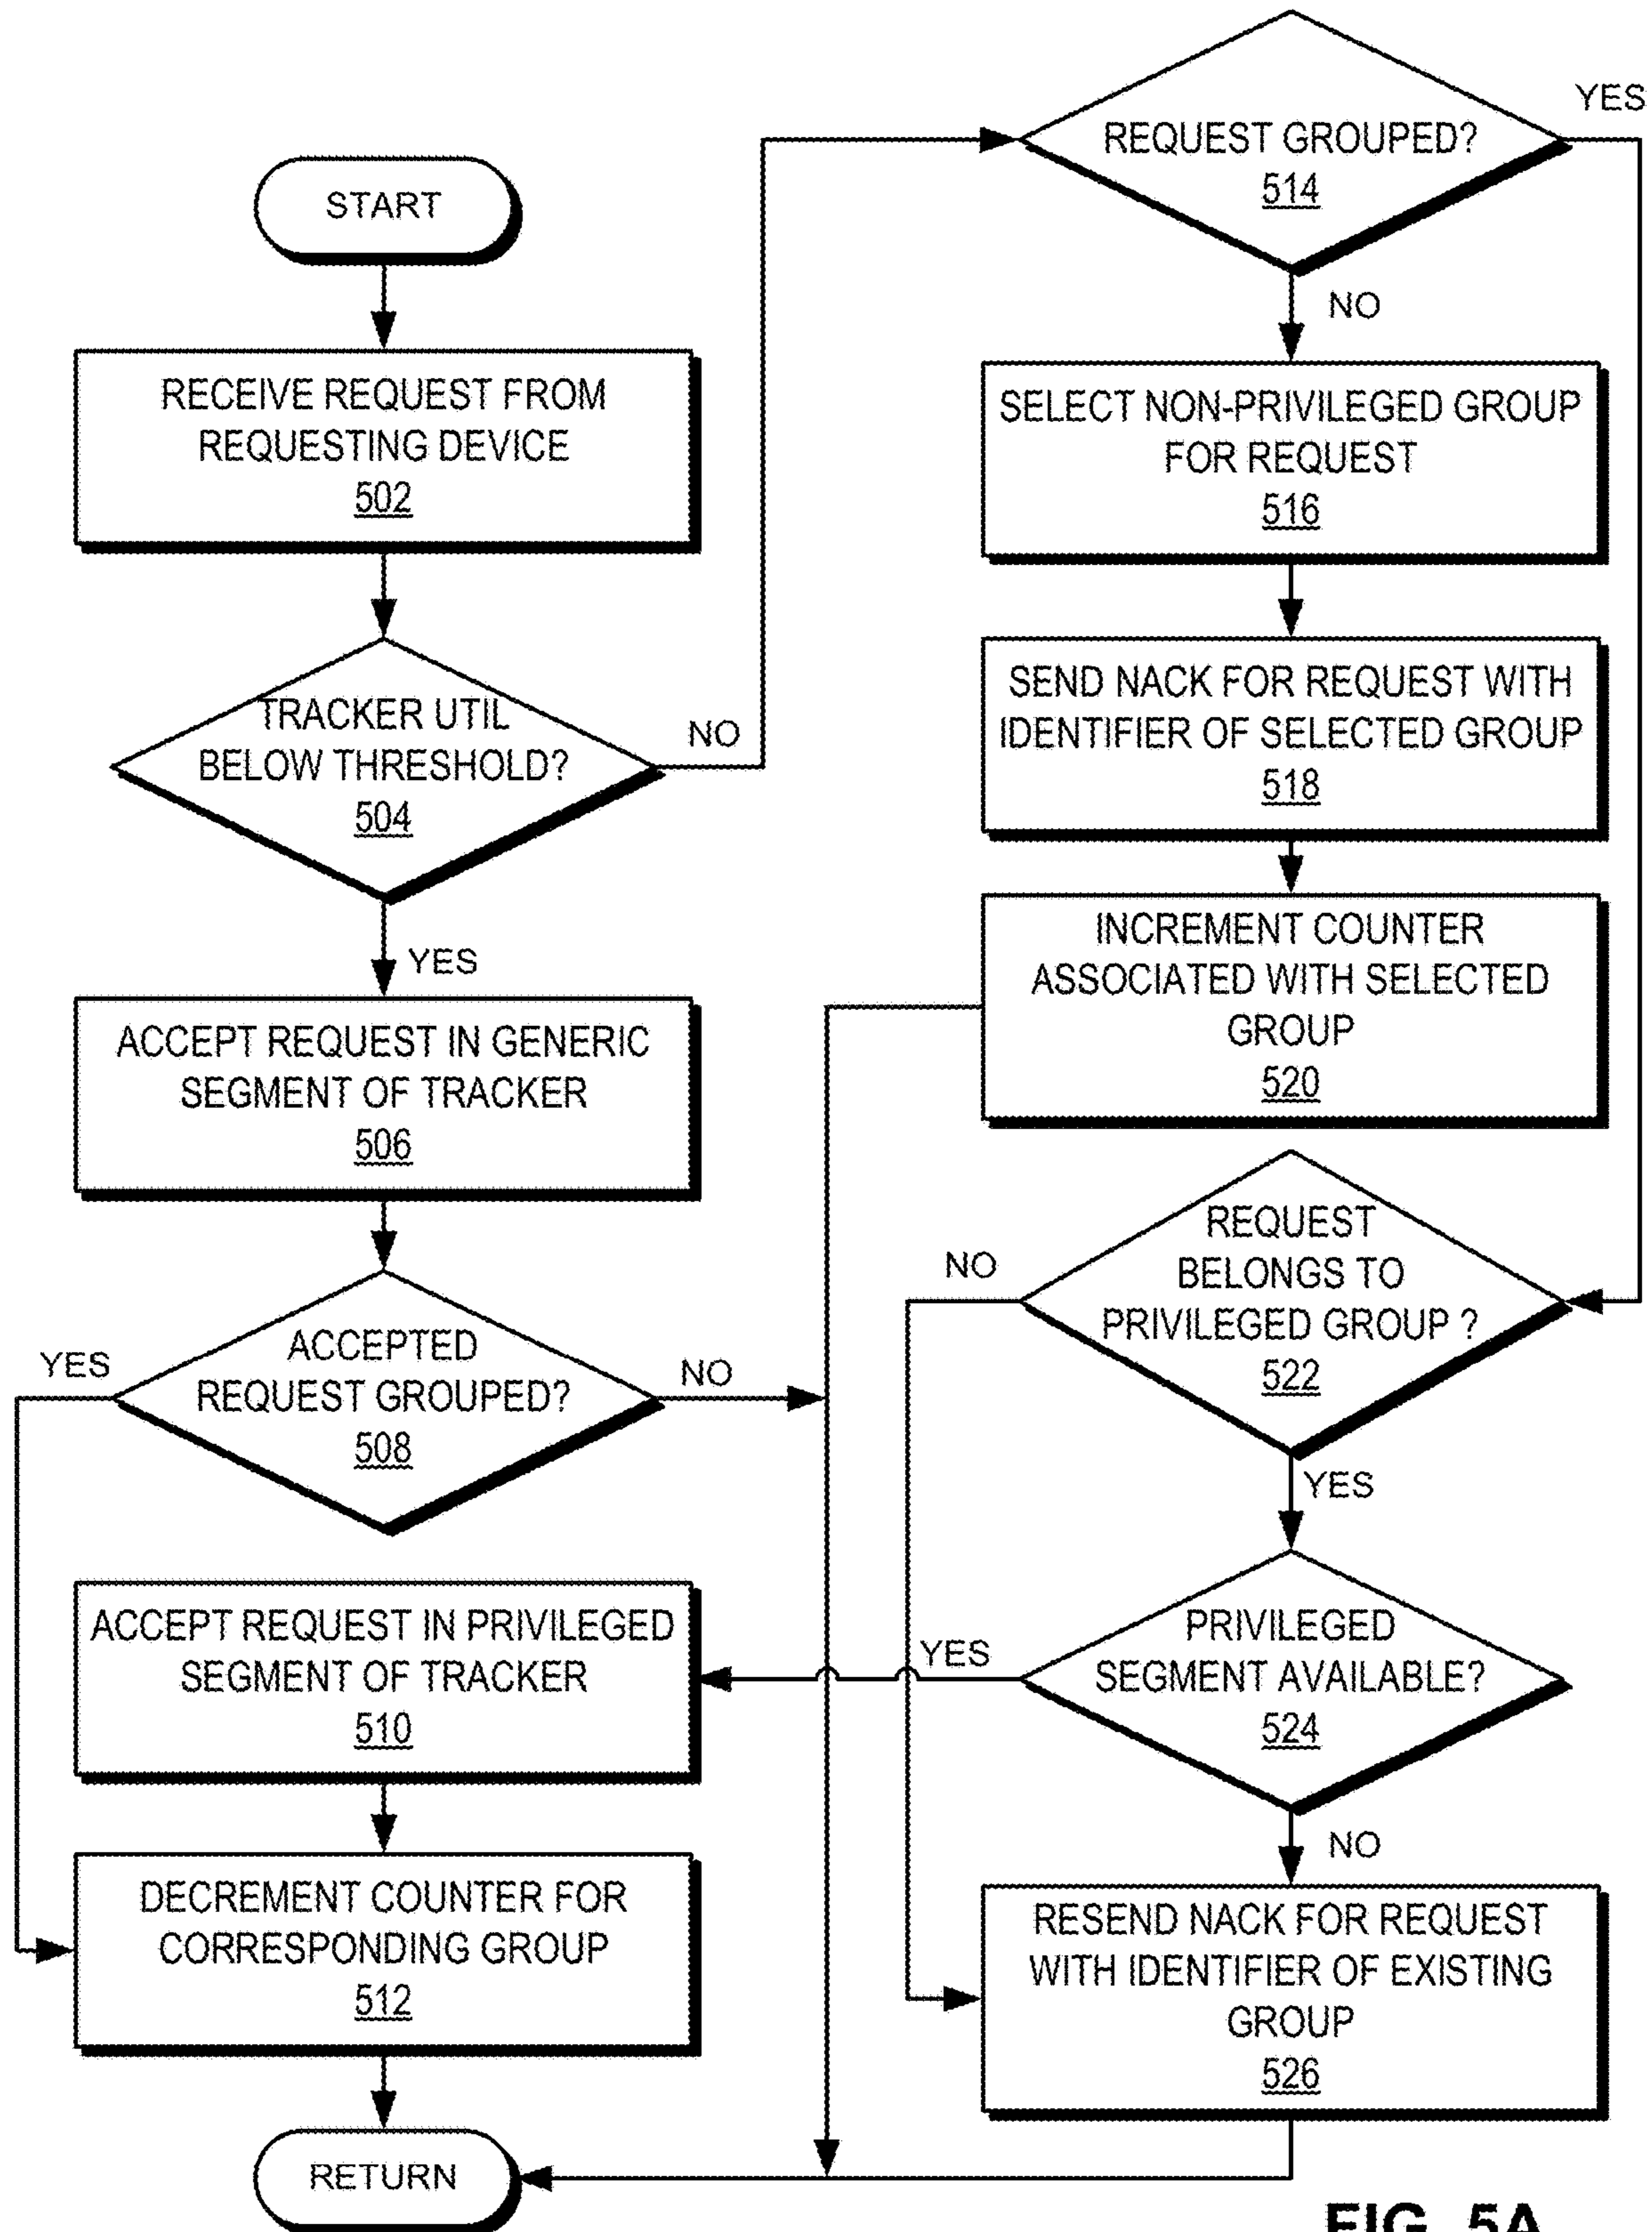 START
RECEIVE REQUEST FROM
REQUESTING DEVICE
502
TRACKER UTIL
BELOW THRESHOLD?
504
NO
YES
ACCEPT REQUEST IN GENERIC
SEGMENT OF TRACKER
506
ACCEPTED
REQUEST GROUPED?
508
YES
NO
ACCEPT REQUEST IN PRIVILEGED
SEGMENT OF TRACKER
510
DECREMENT COUNTER FOR
CORRESPONDING GROUP
512
RETURN
REQUEST GROUPED?
514
YES
NO
SELECT NON-PRIVILEGED GROUP
FOR REQUEST
516
SEND NACK FOR REQUEST WITH
IDENTIFIER OF SELECTED GROUP
518
INCREMENT COUNTER
ASSOCIATED WITH SELECTED
GROUP
520
REQUEST
BELONGS TO
PRIVILEGED GROUP ?
522
NO
YES
PRIVILEGED
SEGMENT AVAILABLE?
524
YES
NO
RESEND NACK FOR REQUEST
WITH IDENTIFIER OF EXISTING
GROUP
526
FIG. 5A